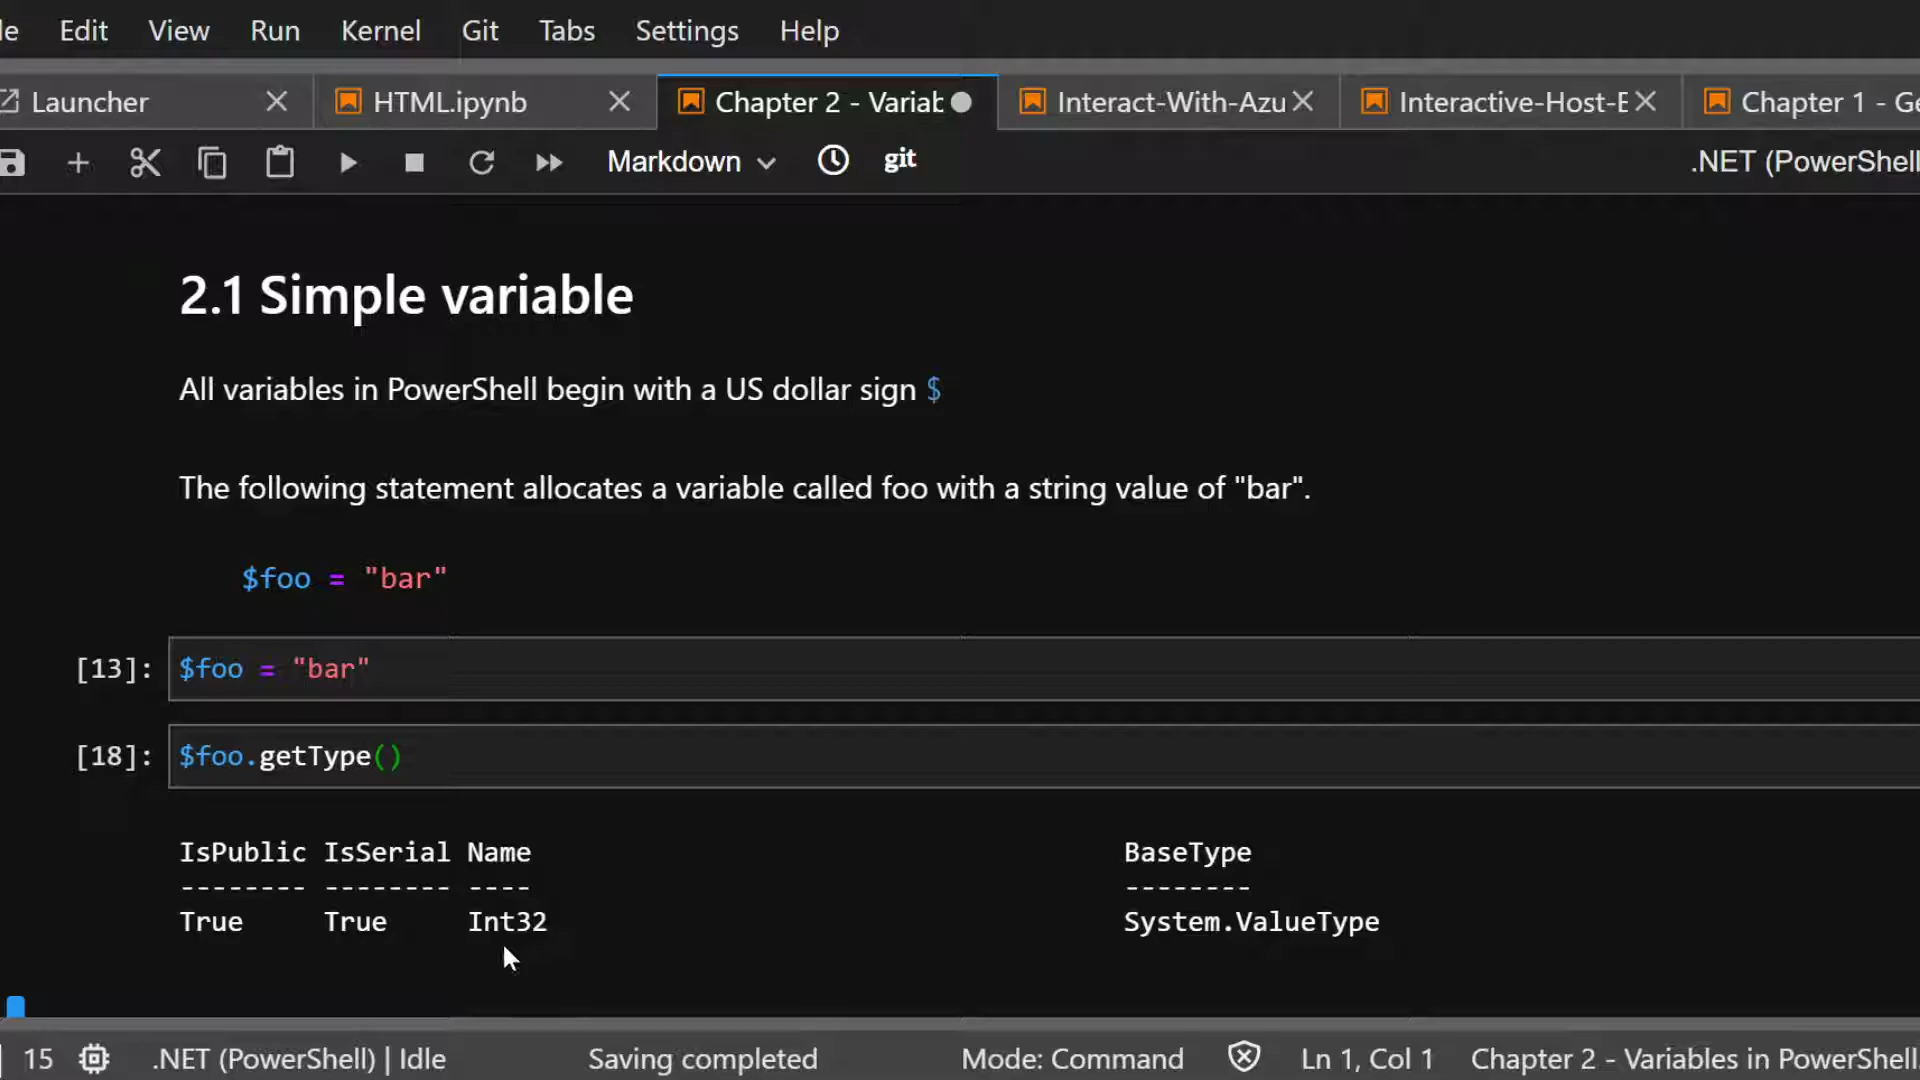 le Edit View Run Kernel Git Tabs Settings Help
Launcher HTML.ipynb Chapter 2 - Variab Interact-With-Azu Interactive-Host-E Chapter 1 - Ge
Markdown git .NET (PowerShell
2.1 Simple variable
All variables in PowerShell begin with a US dollar sign $
The following statement allocates a variable called foo with a string value of "bar".
$foo = "bar"
[13]: $foo = "bar"
[18]: $foo.getType()
IsPublic IsSerial Name BaseType
-------- -------- ---- --------
True True Int32 System.ValueType
15 .NET (PowerShell) | Idle Saving completed Mode: Command Ln 1, Col 1 Chapter 2 - Variables in PowerShell